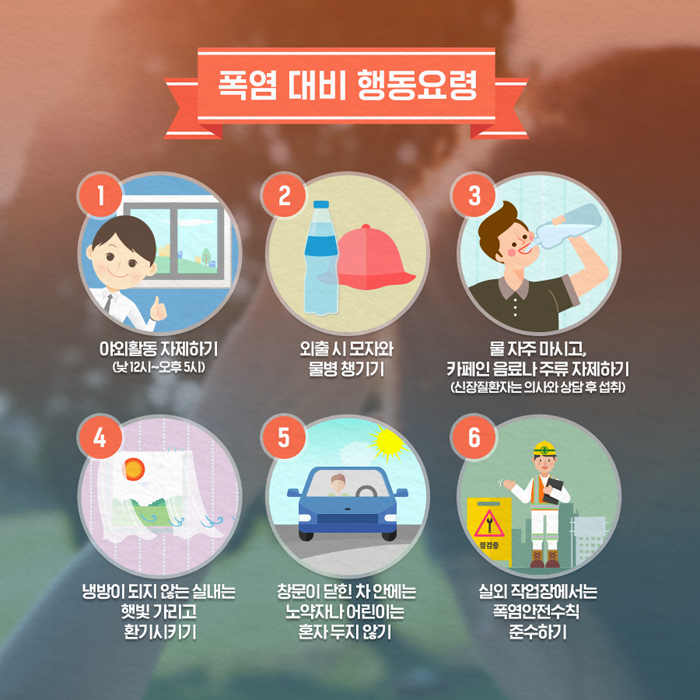 폭염 대비 행동요령
1
야외활동 자제하기
(낮 12시~오후 5시)
2
외출 시 모자와
물병 챙기기
3
물 자주 마시고,
카페인 음료나 주류 자제하기
(신장질환자는 의사와 상담 후 섭취)
4
냉방이 되지 않는 실내는
햇빛 가리고
환기시키기
5
창문이 닫힌 차 안에는
노약자나 어린이는
혼자 두지 않기
6
점검중
실외 작업장에서는
폭염안전수칙
준수하기